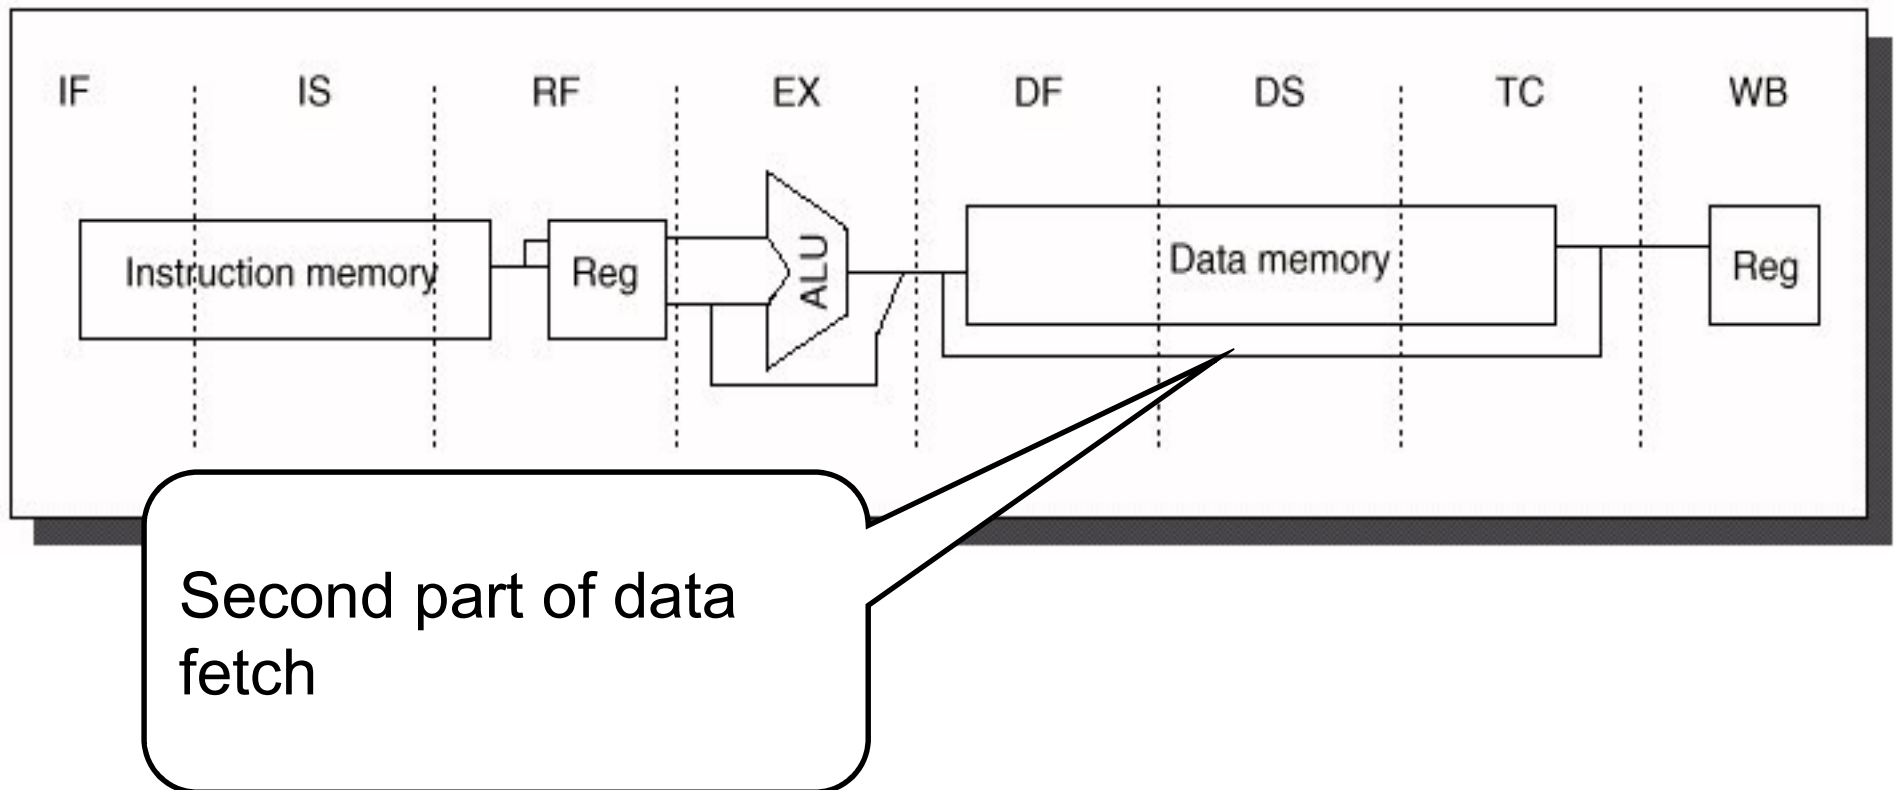 IF IS RF EX DF DS TC WB
Instruction memory Reg ALU Data memory Reg
Second part of data
fetch